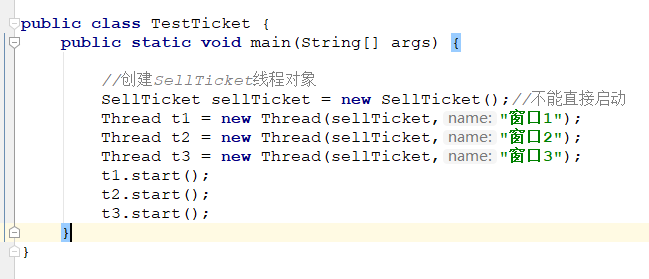 public class TestTicket {
public static void main(String[] args) {
//创建SellTicket线程对象
SellTicket sellTicket = new SellTicket();//不能直接启动
Thread t1 = new Thread(sellTicket, name: "窗口1");
Thread t2 = new Thread(sellTicket, name: "窗口2");
Thread t3 = new Thread(sellTicket, name: "窗口3");
t1.start();
t2.start();
t3.start();
}
}